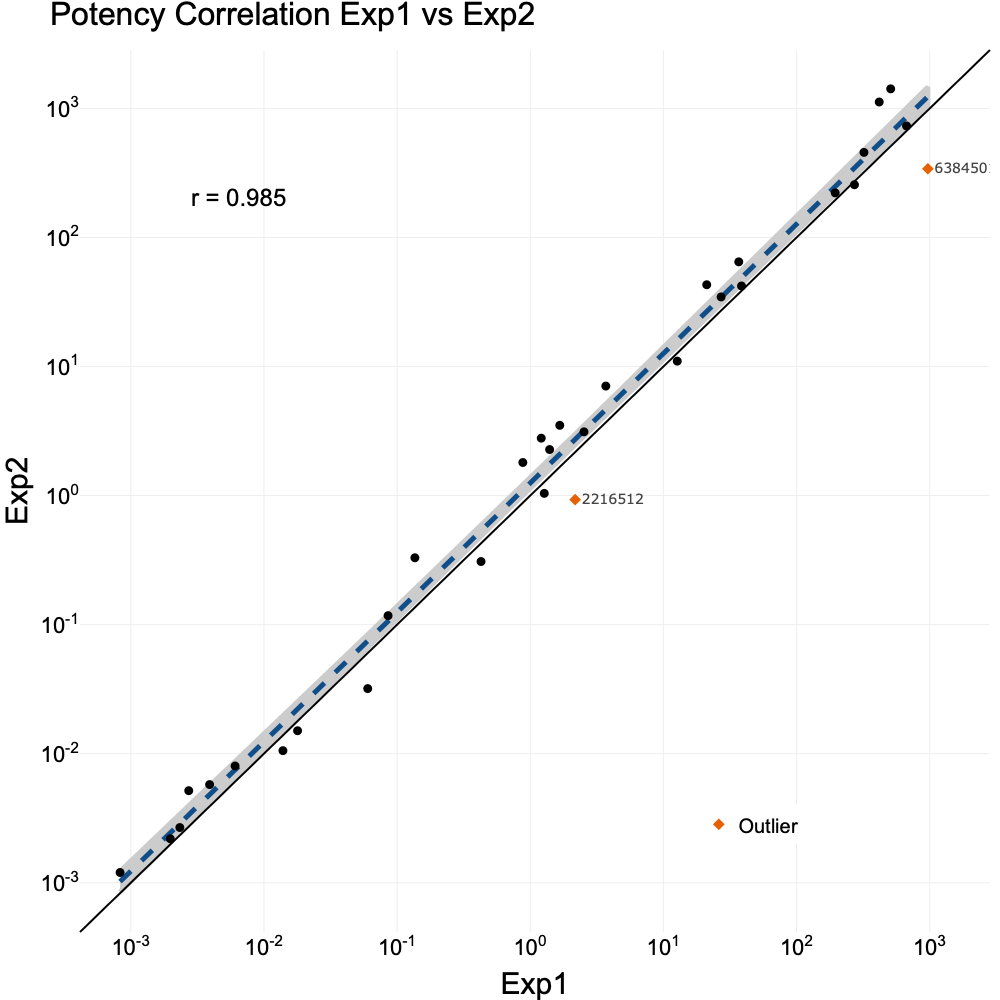 Potency Correlation Exp1 vs Exp2
10³
10²
10¹
10⁰
10⁻¹
10⁻²
10⁻³
Exp2
r = 0.985
638450
2216512
Outlier
10⁻³ 10⁻² 10⁻¹ 10⁰ 10¹ 10² 10³
Exp1